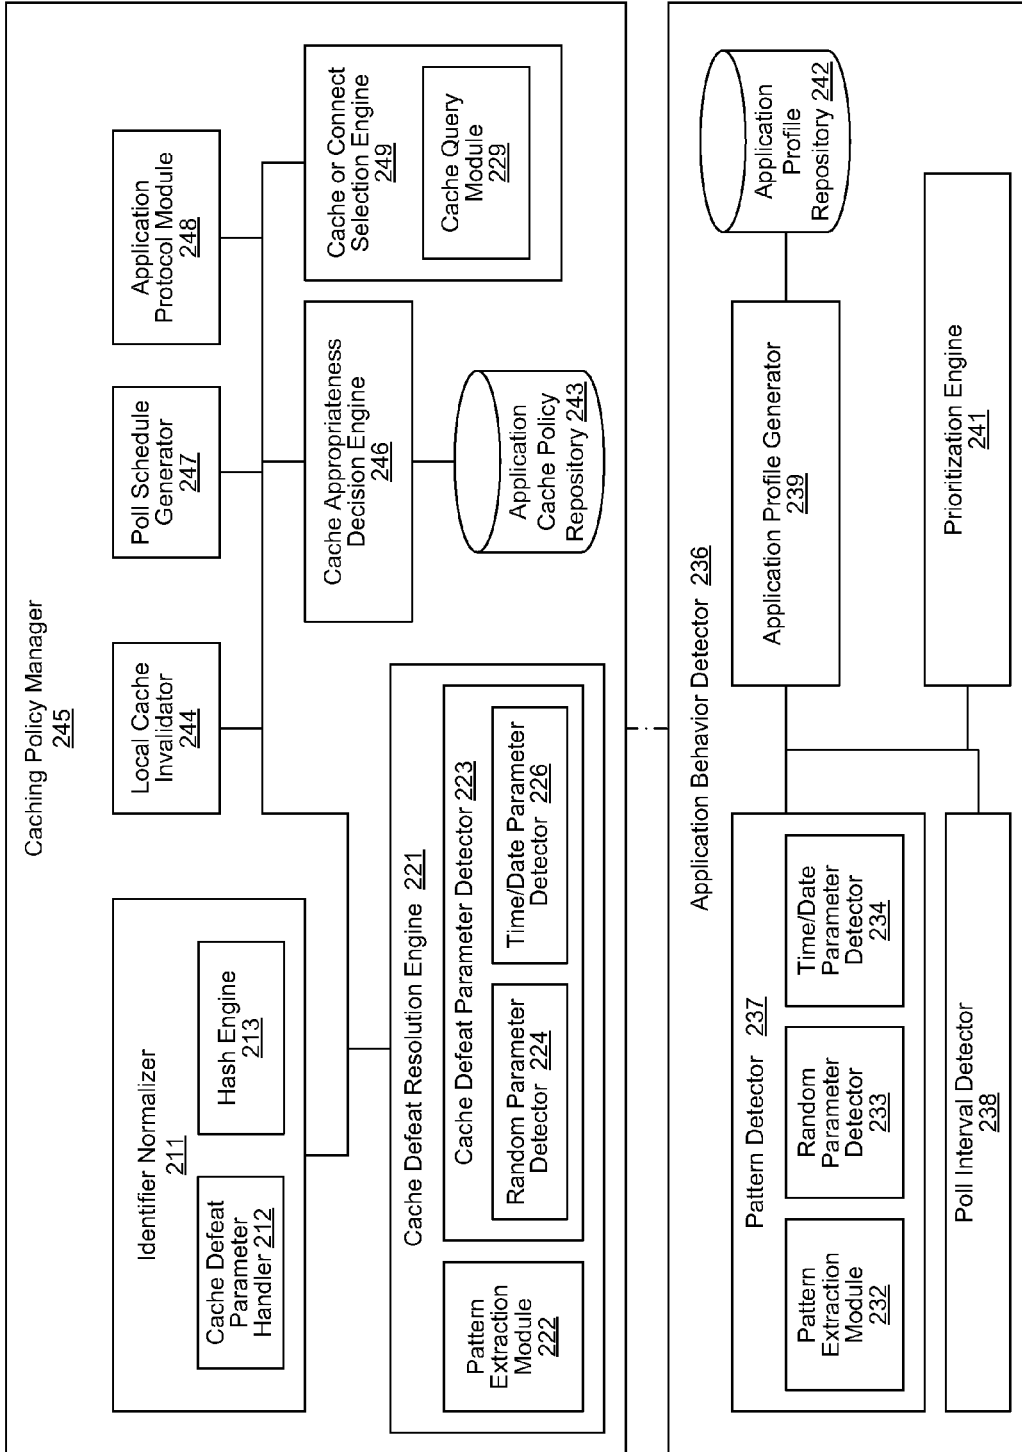 Caching Policy Manager
245
Identifier Normalizer
211
Cache Defeat
Parameter
Handler 212
Hash Engine
213
Local Cache
Invalidator
244
Poll Schedule
Generator
247
Application
Protocol Module
248
Cache Defeat Resolution Engine 221
Pattern
Extraction
Module
222
Cache Defeat Parameter Detector 223
Random Parameter
Detector 224
Time/Date Parameter
Detector 226
Cache Appropriateness
Decision Engine
246
Application
Cache Policy
Repository 243
Cache or Connect
Selection Engine
249
Cache Query
Module
229
Application Behavior Detector 236
Pattern Detector 237
Pattern
Extraction
Module
232
Random
Parameter
Detector
233
Time/Date
Parameter
Detector
234
Poll Interval Detector
238
Application Profile Generator
239
Application
Profile
Repository 242
Prioritization Engine
241